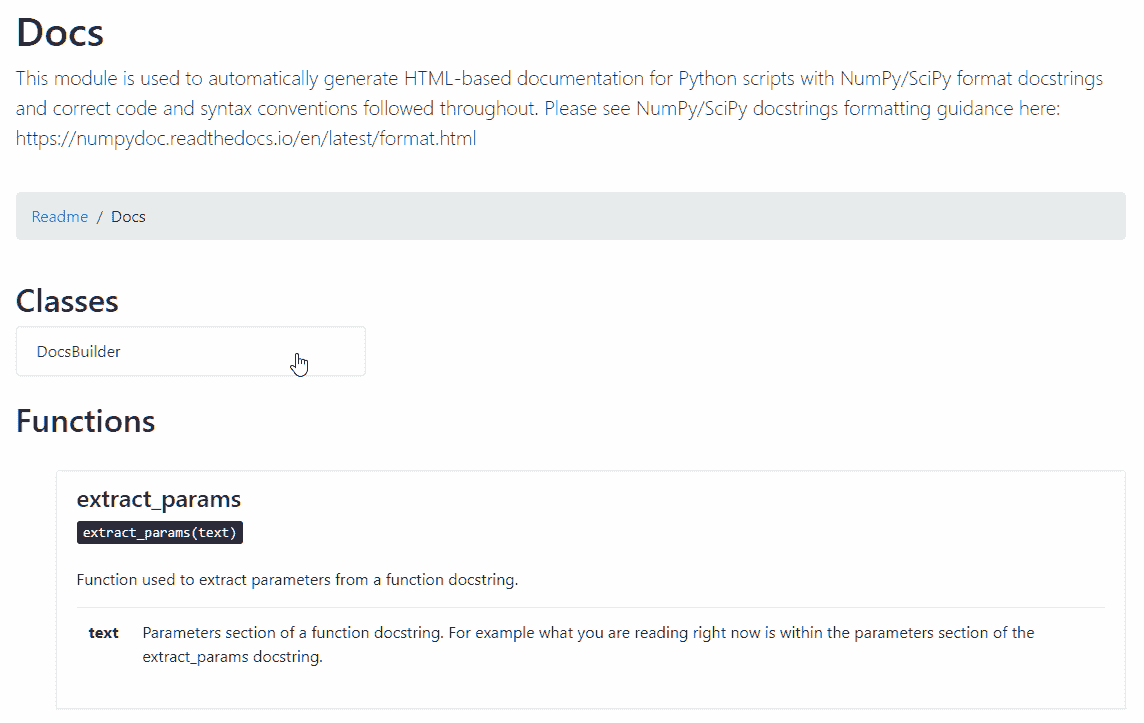 Docs
This module is used to automatically generate HTML-based documentation for Python scripts with NumPy/SciPy format docstrings
and correct code and syntax conventions followed throughout. Please see NumPy/SciPy docstrings formatting guidance here:
https://numpydoc.readthedocs.io/en/latest/format.html
Readme / Docs
Classes
DocsBuilder
Functions
extract_params
extract_params(text)
Function used to extract parameters from a function docstring.
text Parameters section of a function docstring. For example what you are reading right now is within the parameters section of the
extract_params docstring.